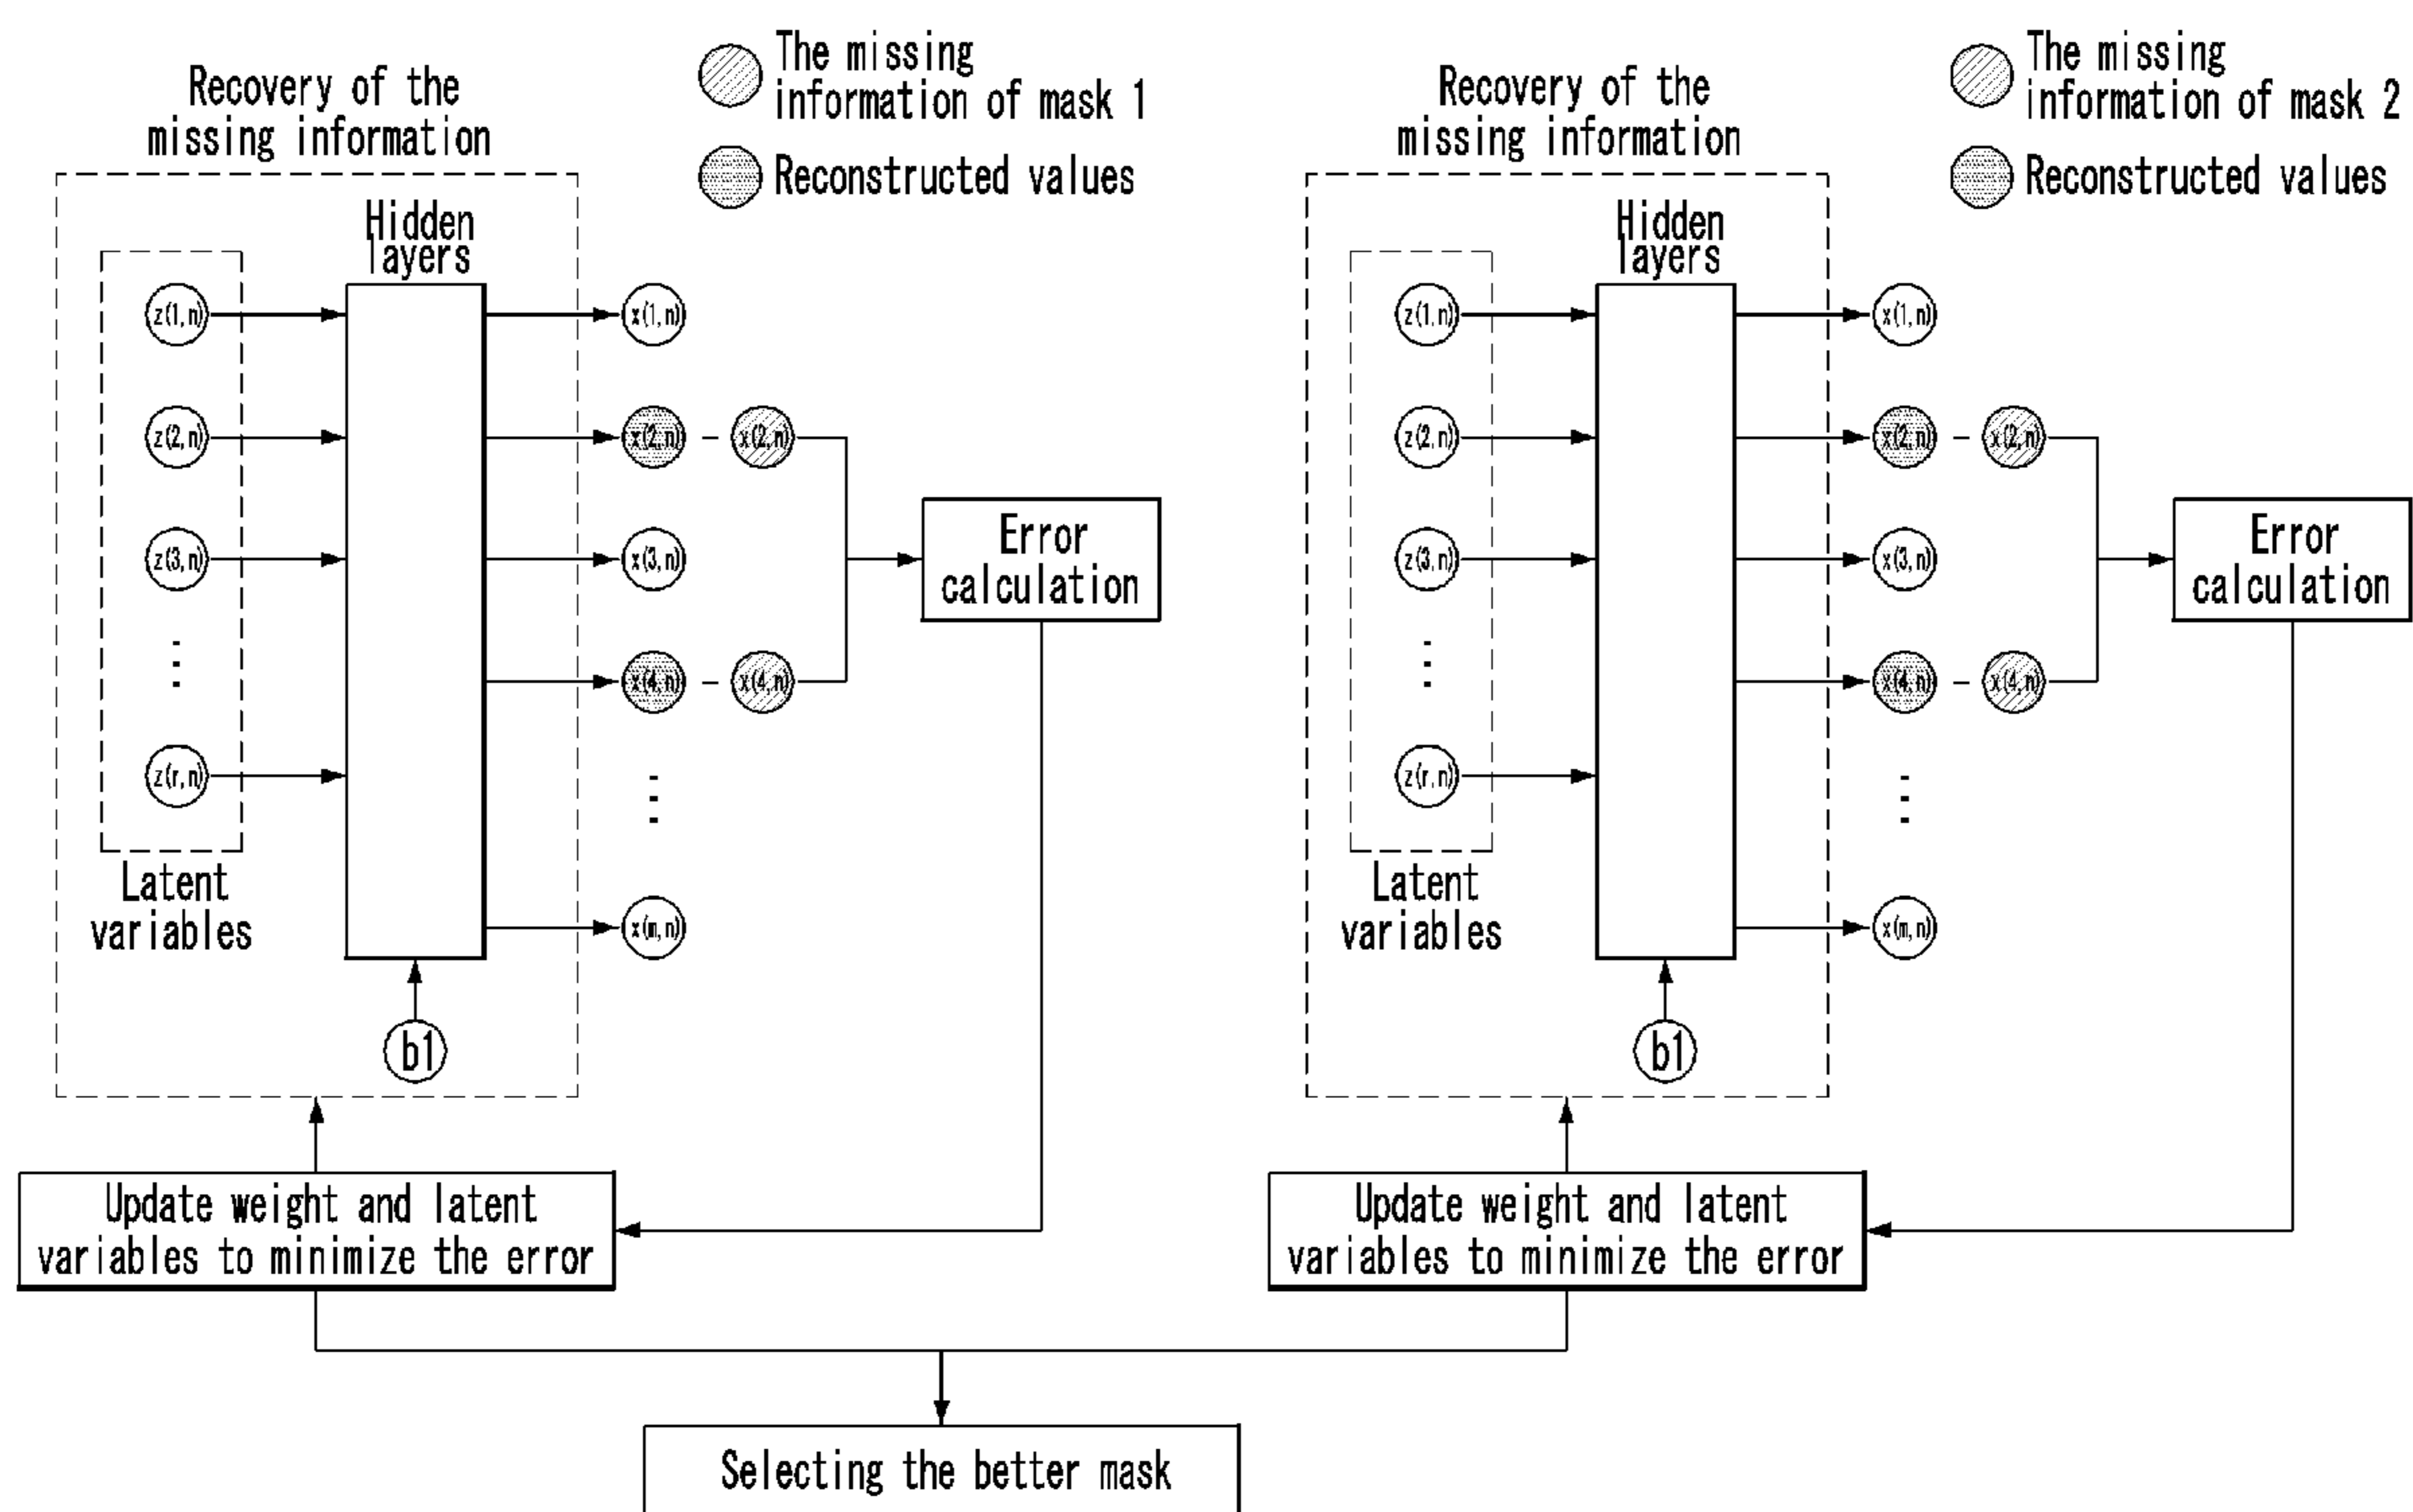 Recovery of the
missing information
The missing
information of mask 1
Reconstructed values
Hidden
layers
z(1,n)
x(1,n)
z(2,n)
x(2,n) - x(2,n)
z(3,n)
x(3,n)
Error
calculation
x(4,n) - x(4,n)
z(r,n)
Latent
variables
x(m,n)
b1
Update weight and latent
variables to minimize the error
Recovery of the
missing information
The missing
information of mask 2
Reconstructed values
Hidden
layers
z(1,n)
x(1,n)
z(2,n)
x(2,n) - x(2,n)
z(3,n)
x(3,n)
Error
calculation
x(4,n) - x(4,n)
z(r,n)
Latent
variables
x(m,n)
b1
Update weight and latent
variables to minimize the error
Selecting the better mask